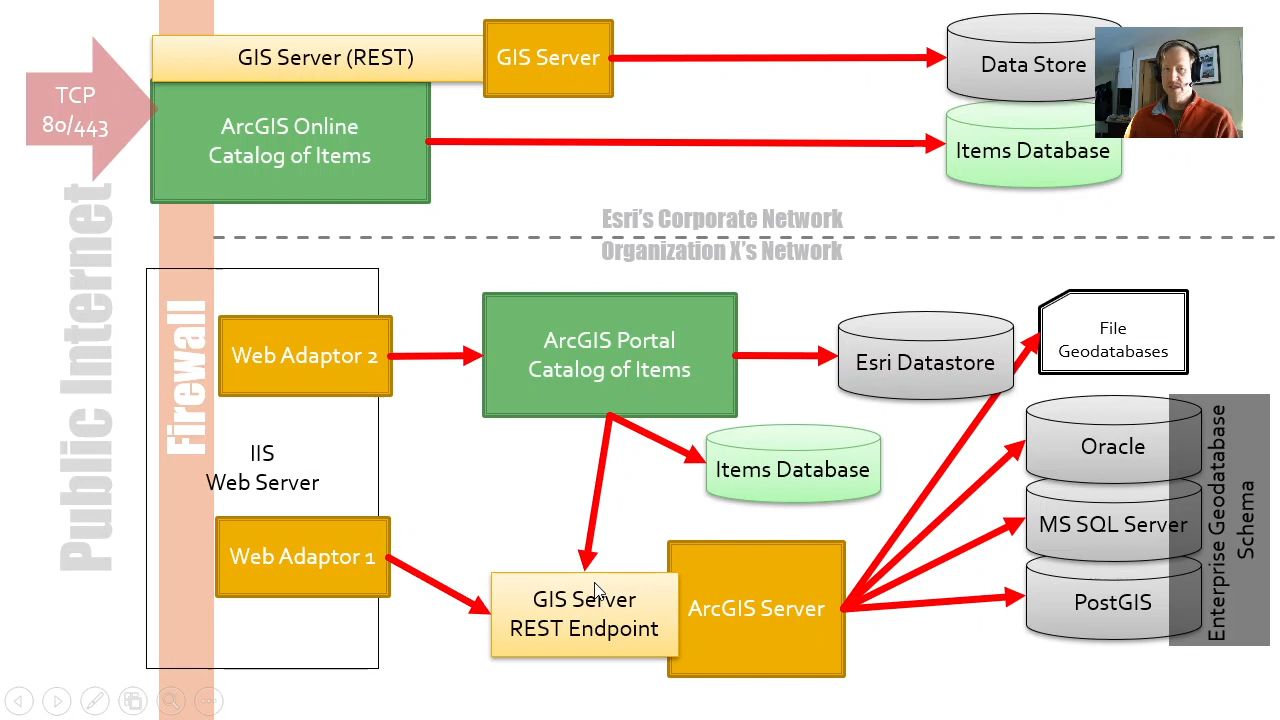 TCP
80/443
Public Internet
Firewall
GIS Server (REST)
GIS Server
Data Store
ArcGIS Online
Catalog of Items
Items Database
Esri's Corporate Network
Organization X's Network
Web Adaptor 2
ArcGIS Portal
Catalog of Items
Esri Datastore
File
Geodatabases
IIS
Web Server
Items Database
Oracle
MS SQL Server
PostGIS
Enterprise Geodatabase
Schema
Web Adaptor 1
GIS Server
REST Endpoint
ArcGIS Server